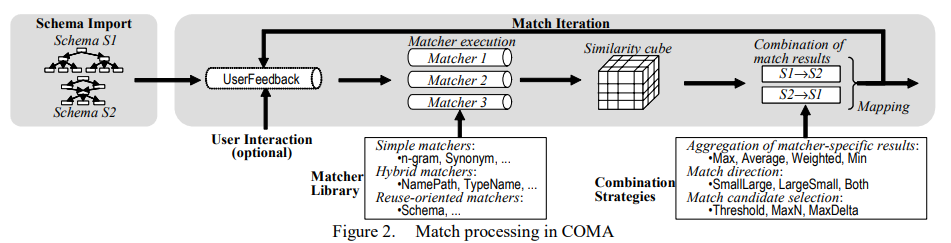 Schema Import
Schema S1
Schema S2
Match Iteration
UserFeedback
User Interaction
(optional)
Matcher execution
Matcher 1
Matcher 2
Matcher 3
Similarity cube
Combination of
match results
S1→S2
S2→S1
Mapping
Matcher
Library
Simple matchers:
•n-gram, Synonym, ...
Hybrid matchers:
•NamePath, TypeName, ...
Reuse-oriented matchers:
•Schema, ...
Combination
Strategies
Aggregation of matcher-specific results:
•Max, Average, Weighted, Min
Match direction:
•SmallLarge, LargeSmall, Both
Match candidate selection:
•Threshold, MaxN, MaxDelta
Figure 2. Match processing in COMA